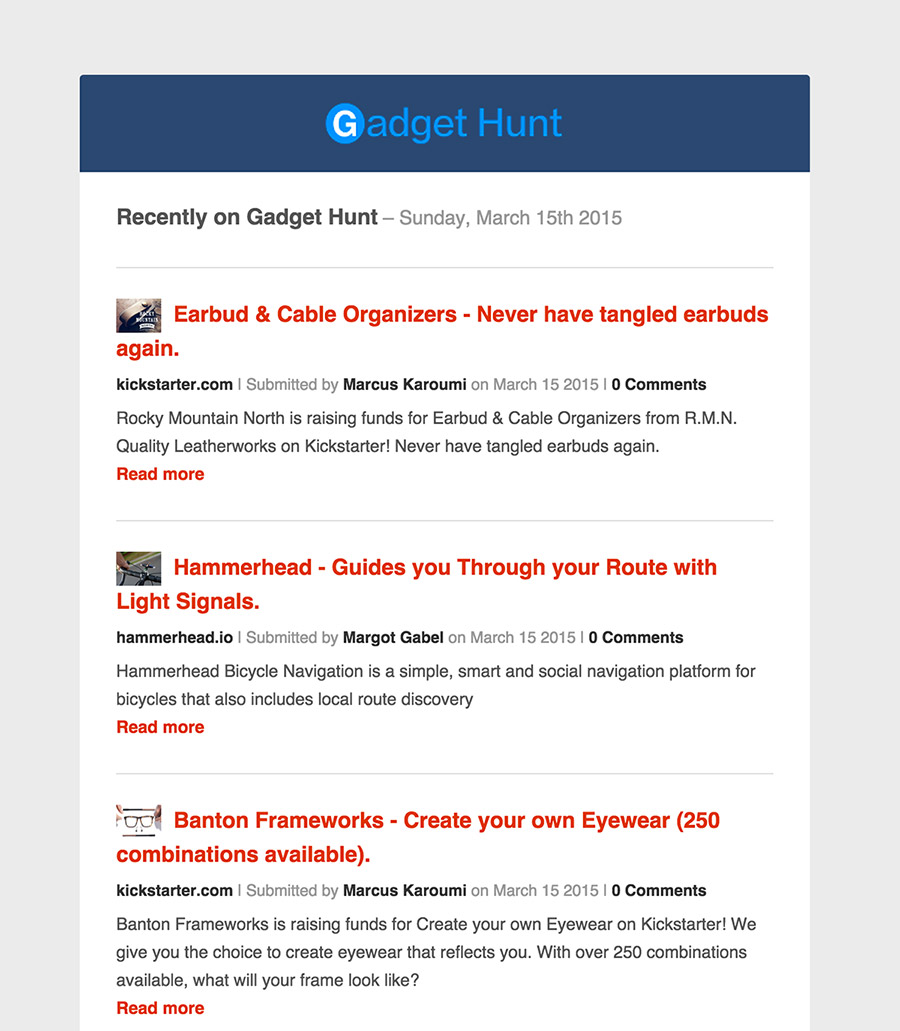 Gadget Hunt
Recently on Gadget Hunt – Sunday, March 15th 2015
ROCKY
MOUNTAIN
Earbud & Cable Organizers - Never have tangled earbuds
again.
kickstarter.com | Submitted by Marcus Karoumi on March 15 2015 | 0 Comments
Rocky Mountain North is raising funds for Earbud & Cable Organizers from R.M.N.
Quality Leatherworks on Kickstarter! Never have tangled earbuds again.
Read more
Hammerhead - Guides you Through your Route with
Light Signals.
hammerhead.io | Submitted by Margot Gabel on March 15 2015 | 0 Comments
Hammerhead Bicycle Navigation is a simple, smart and social navigation platform for
bicycles that also includes local route discovery
Read more
Banton Frameworks - Create your own Eyewear (250
combinations available).
kickstarter.com | Submitted by Marcus Karoumi on March 15 2015 | 0 Comments
Banton Frameworks is raising funds for Create your own Eyewear on Kickstarter! We
give you the choice to create eyewear that reflects you. With over 250 combinations
available, what will your frame look like?
Read more